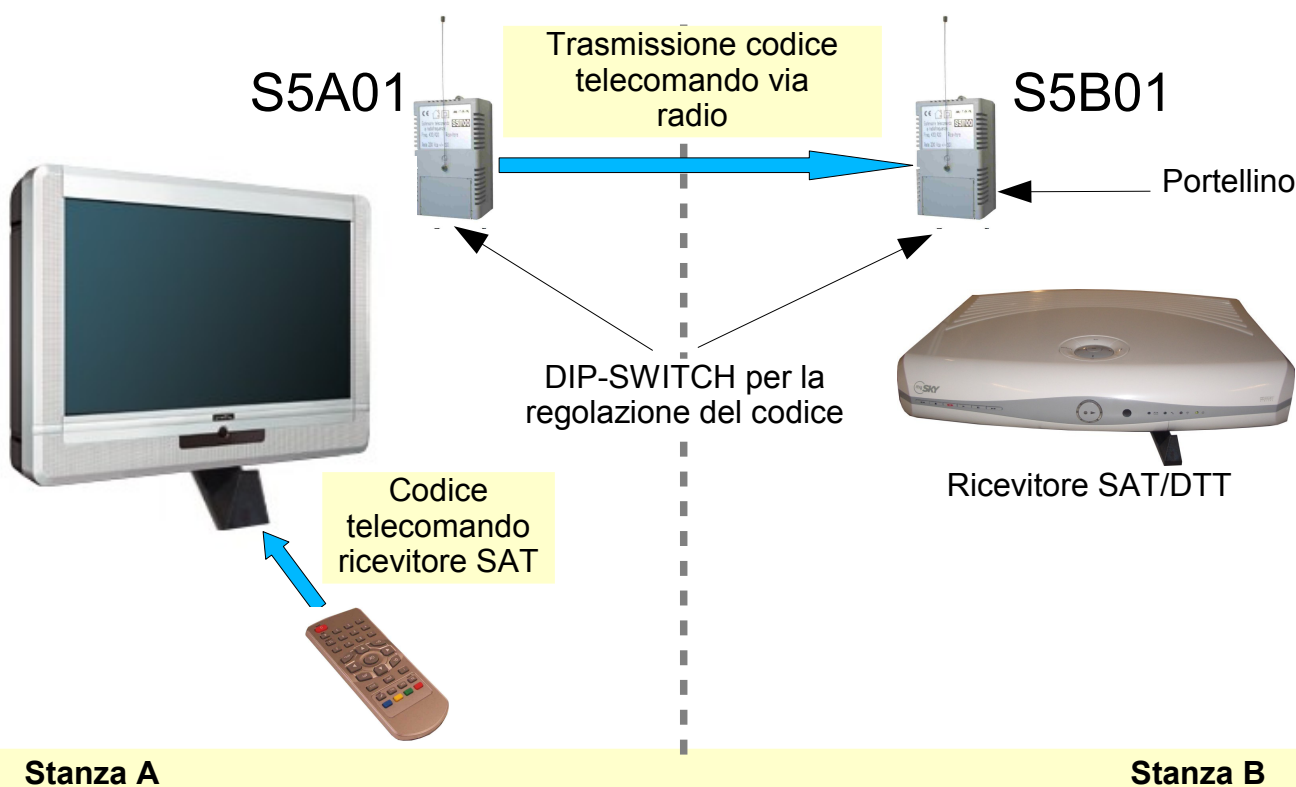 S5A01
Trasmissione codice
telecomando via
radio
S5B01
Portellino
DIP-SWITCH per la
regolazione del codice
SKY
Ricevitore SAT/DTT
Codice
telecomando
ricevitore SAT
Stanza A
Stanza B